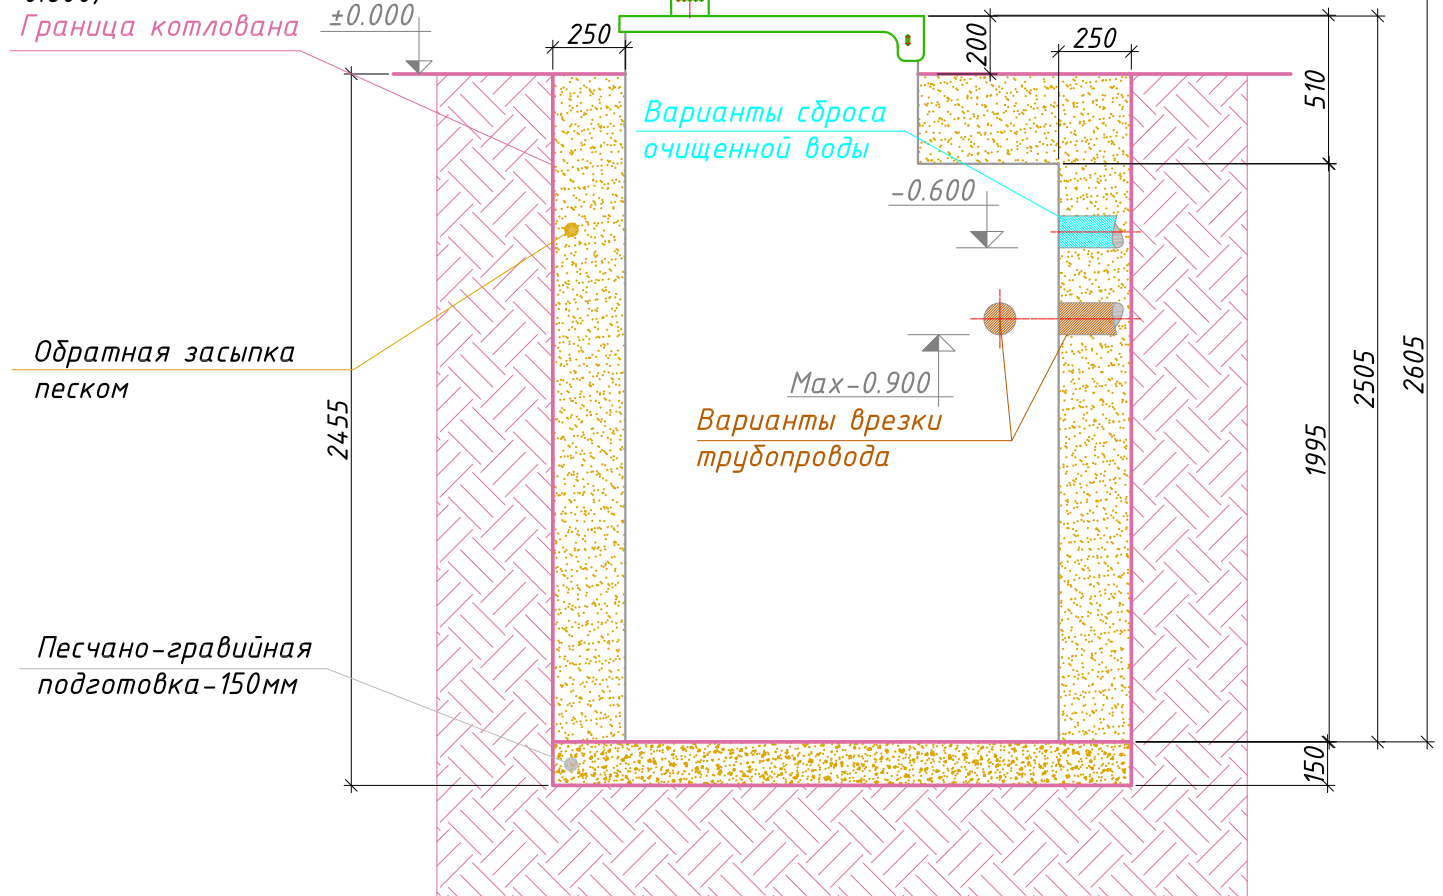 Граница котлована
±0.000
250
200
250
510
Варианты сброса
очищенной воды
-0.600
Обратная засыпка
песком
Max-0.900
Варианты врезки
трубопровода
2455
1995
2505
2605
Песчано-гравийная
подготовка-150мм
150